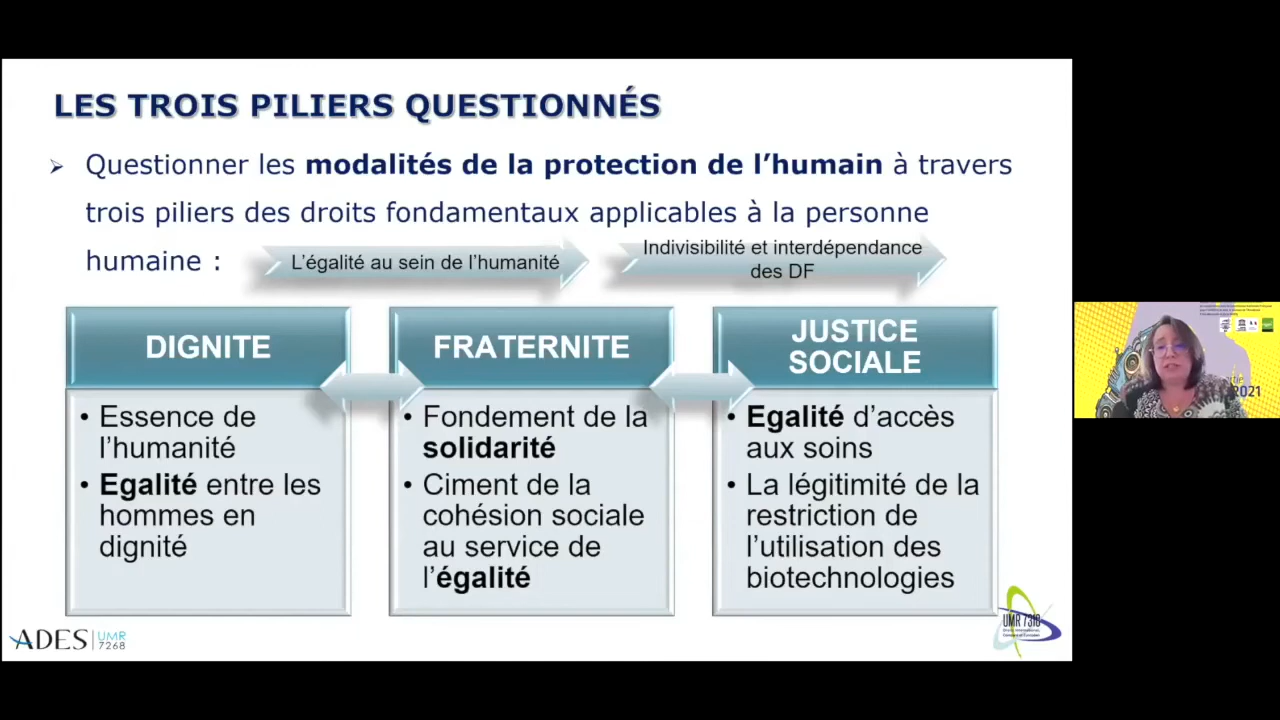 LES TROIS PILIERS QUESTIONNÉS
Questionner les modalités de la protection de l’humain à travers
trois piliers des droits fondamentaux applicables à la personne
humaine :
L’égalité au sein de l’humanité
Indivisibilité et interdépendance
des DF
DIGNITE
• Essence de
l’humanité
• Egalité entre les
hommes en
dignité
FRATERNITE
• Fondement de la
solidarité
• Ciment de la
cohésion sociale
au service de
l’égalité
JUSTICE
SOCIALE
• Egalité d’accès
aux soins
• La légitimité de la
restriction de
l’utilisation des
biotechnologies
ADES UMR
7268
UMR 7318
2021